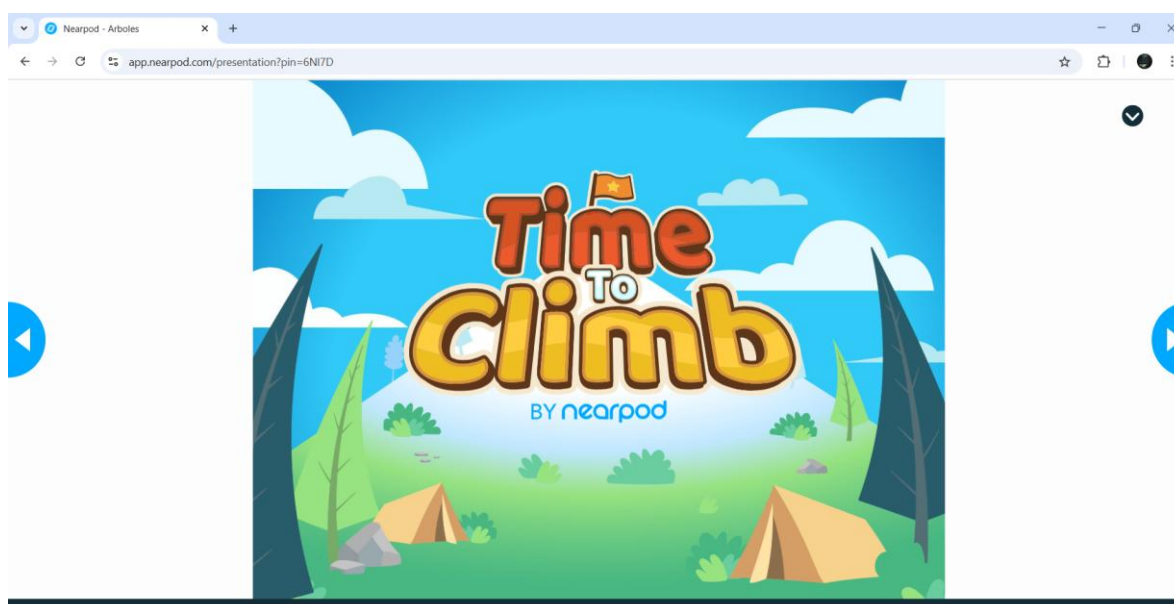 Nearpod - Arboles
app.nearpod.com/presentation?pin=6NI7D
Time
To
Climb
BY nearpod